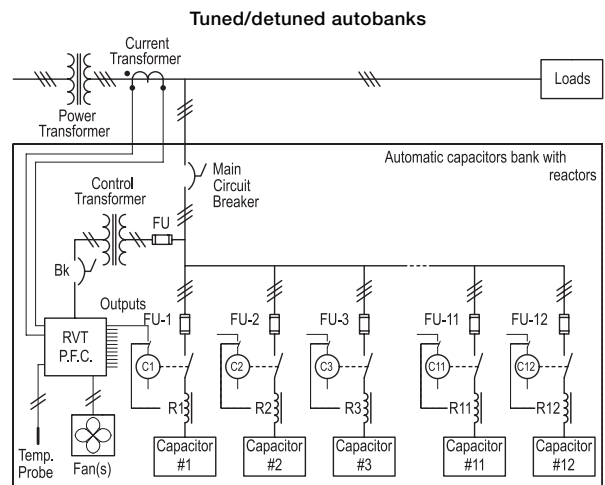 Tuned/detuned autobanks
Current
Transformer
Power
Transformer
Loads
Automatic capacitors bank with
reactors
Main
Circuit
Breaker
Control
Transformer
FU
Bk
Outputs
RVT
P.F.C.
Temp.
Probe
Fan(s)
FU-1
FU-2
FU-3
FU-11
FU-12
C1
C2
C3
C11
C12
R1
R2
R3
R11
R12
Capacitor
#1
Capacitor
#2
Capacitor
#3
Capacitor
#11
Capacitor
#12